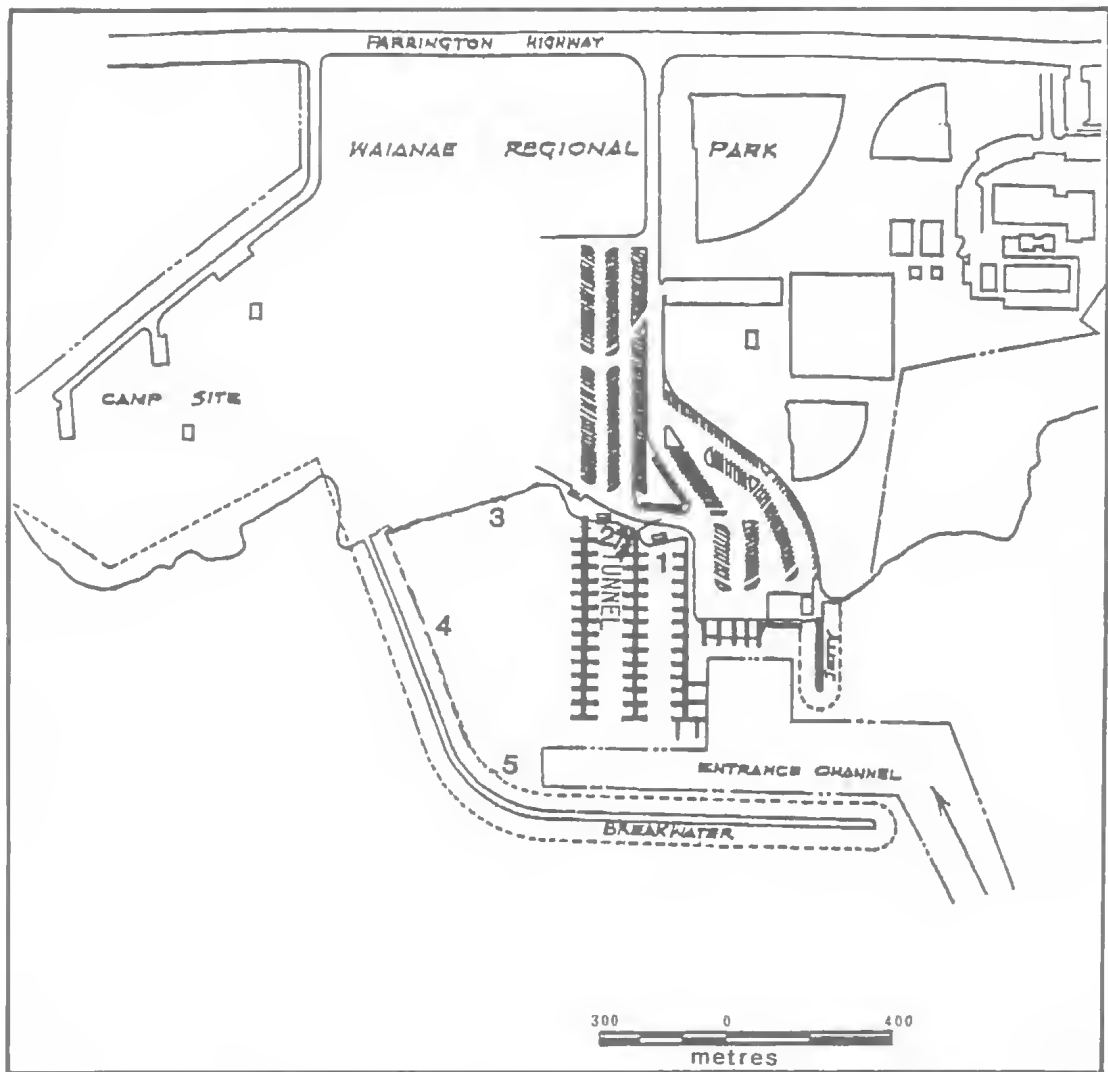 FARRINGTON HIGHWAY
WAIANAE REGIONAL PARK
CAMP SITE
3
2
1
TUNNEL
4
JETTY
5
ENTRANCE CHANNEL
BREAKWATER
300 0 400
metres